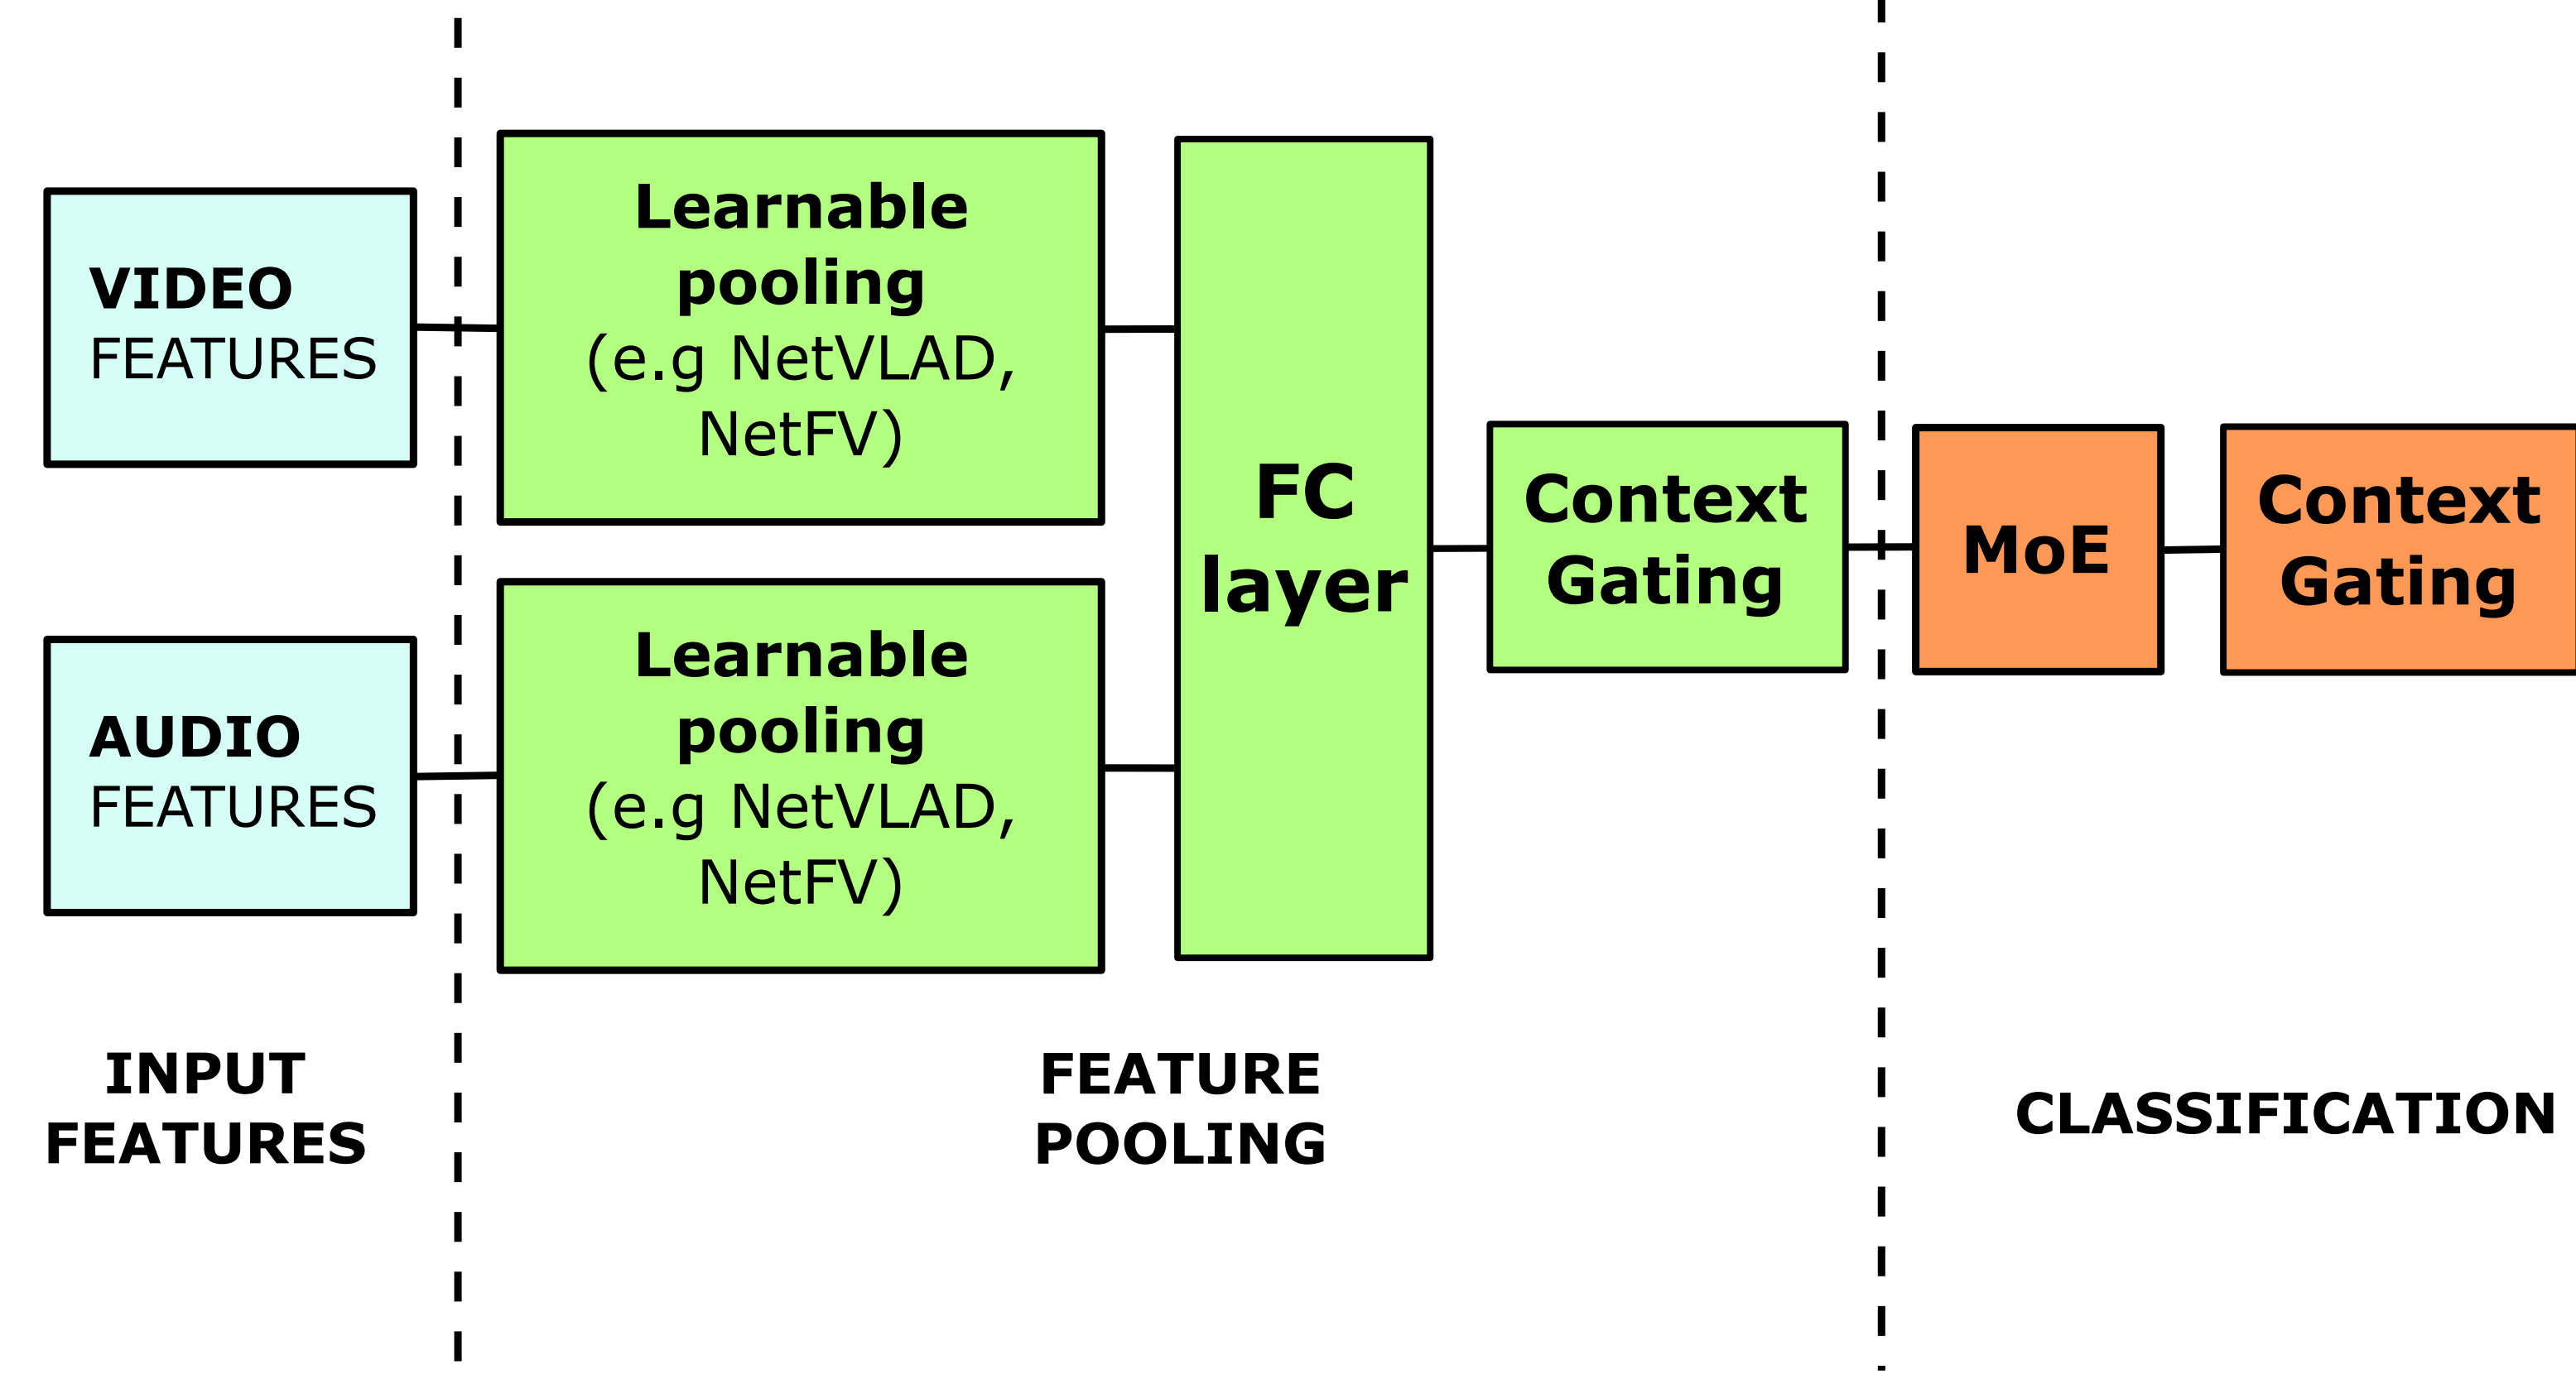 VIDEO
FEATURES
Learnable
pooling
(e.g NetVLAD,
NetFV)
AUDIO
FEATURES
Learnable
pooling
(e.g NetVLAD,
NetFV)
FC
layer
Context
Gating
MoE
Context
Gating
INPUT
FEATURES
FEATURE
POOLING
CLASSIFICATION